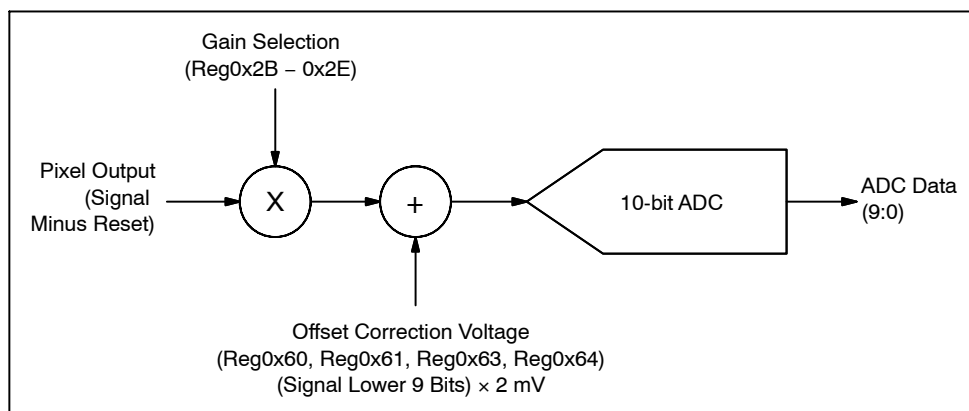 Gain Selection
(Reg0x2B − 0x2E)
Pixel Output
(Signal
Minus Reset)
X
+
10-bit ADC
ADC Data
(9:0)
Offset Correction Voltage
(Reg0x60, Reg0x61, Reg0x63, Reg0x64)
(Signal Lower 9 Bits) × 2 mV